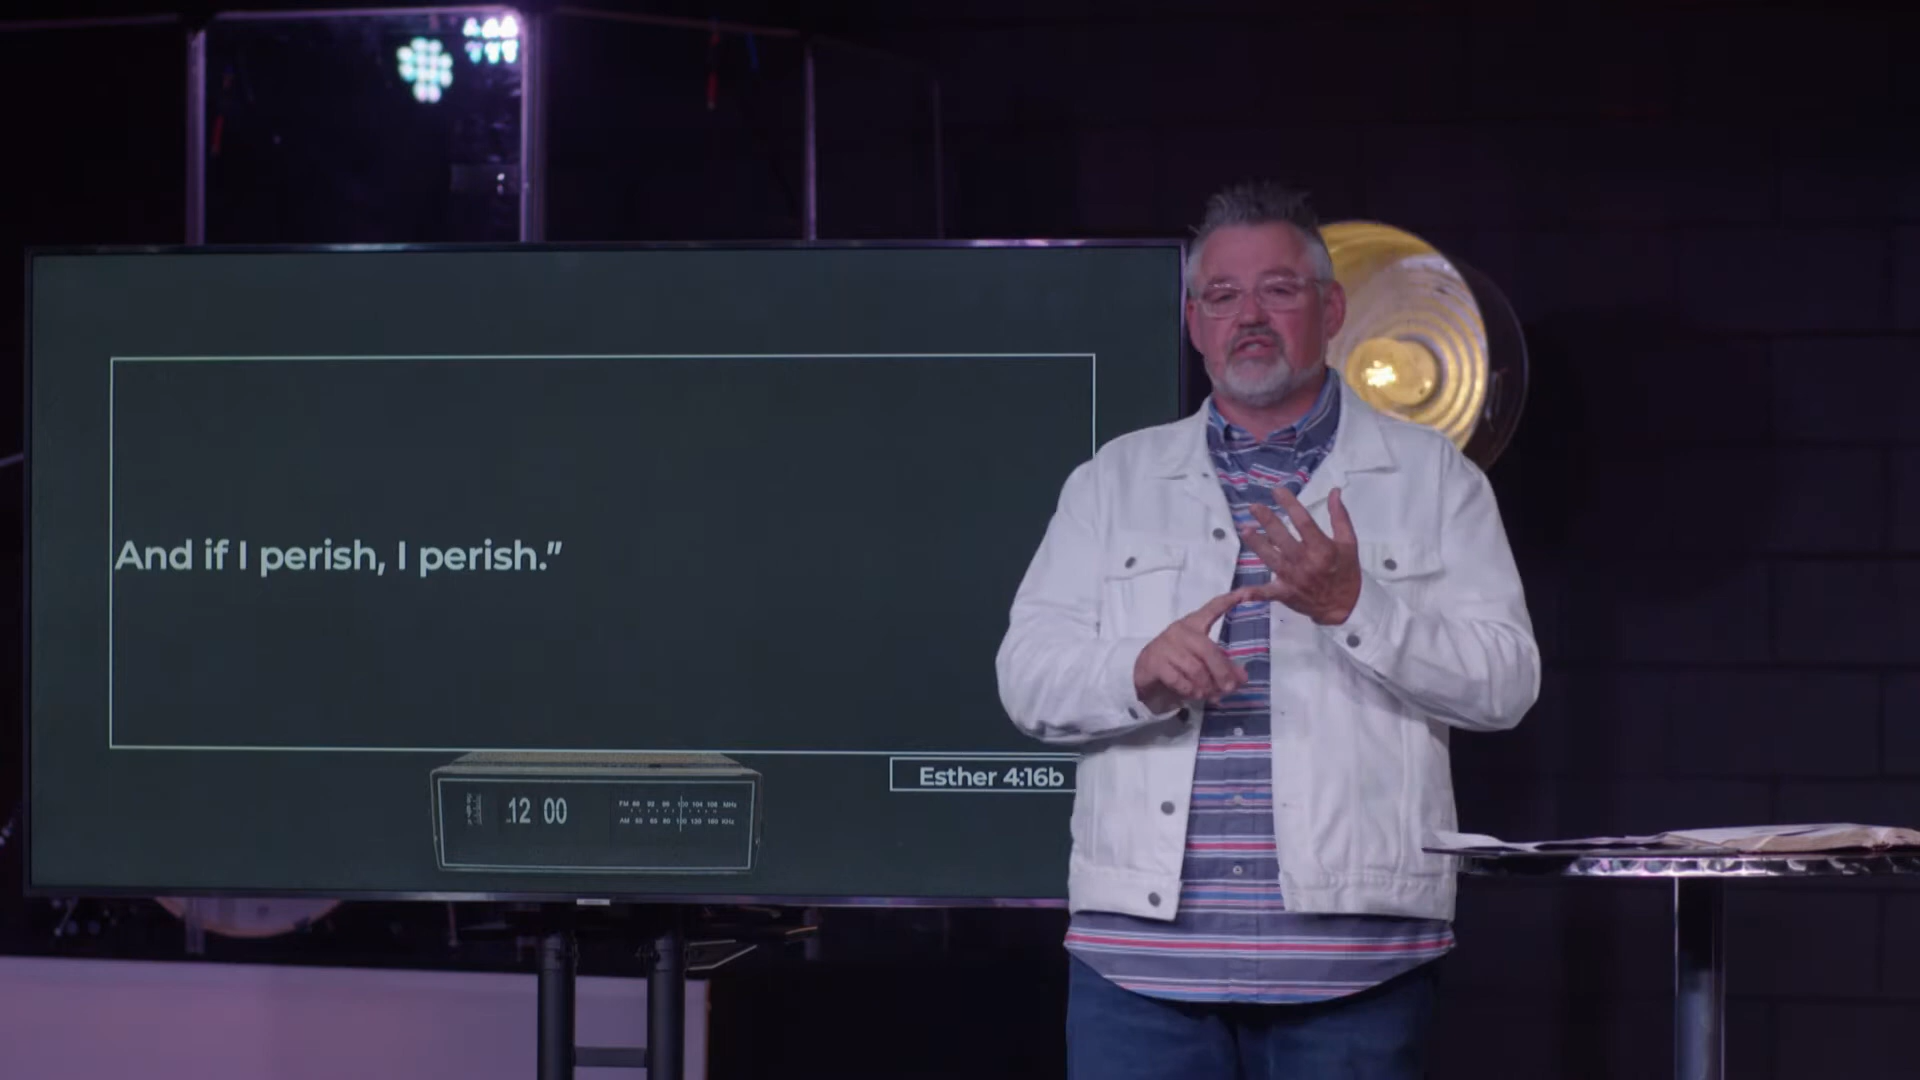 And if I perish, I perish.”
Esther 4:16b
12 00